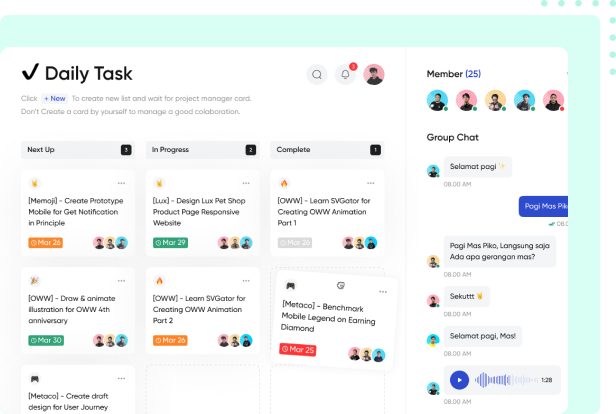 Daily Task
3
Click + New To create new list and wait for project manager card.
Don't Create a card by yourself to manage a good colaboration.
Next Up 3
[Memoji] - Create Prototype
Mobile for Get Notification
in Principle
Mar 26
[OWW] - Draw & animate
illustration for OWW 4th
anniversary
Mar 30
[Metaco] - Create draft
design for User Journey
In Progress 2
[Lux] - Design Lux Pet Shop
Product Page Responsive
Website
Mar 29
[OWW] - Learn SVGator for
Creating OWW Animation
Part 2
Mar 26
Complete 1
[OWW] - Learn SVGator for
Creating OWW Animation
Part 1
Mar 26
[Metaco] - Benchmark
Mobile Legend on Earning
Diamond
Mar 25
Member (25)
Group Chat
Selamat pagi
08.00 AM
Pagi Mas Pik
08.0
Pagi Mas Piko, Langsung saja
Ada apa gerangan mas?
08.00 AM
Sekuttt
08.00 AM
Selamat pagi, Mas!
08.00 AM
1:28
08.00 AM